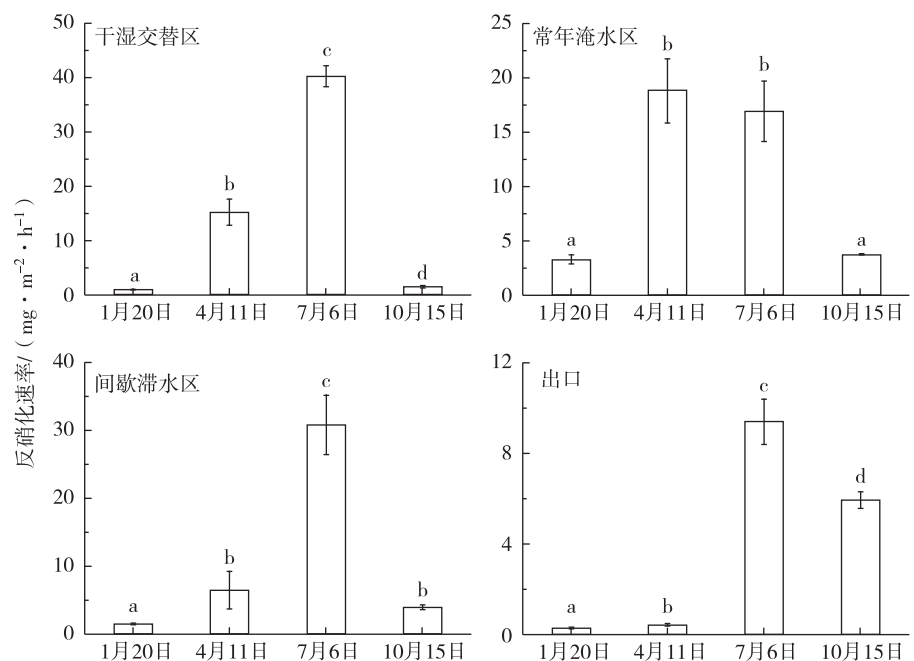 反硝化速率/（mg·m⁻²·h⁻¹）
干湿交替区
50
40
30
20
10
0
a
b
c
d
1月20日 4月11日 7月6日 10月15日
常年淹水区
25
20
15
10
5
0
a
b
b
a
1月20日 4月11日 7月6日 10月15日
间歇滞水区
40
30
20
10
0
a
b
c
b
1月20日 4月11日 7月6日 10月15日
出口
12
8
4
0
a
b
c
d
1月20日 4月11日 7月6日 10月15日